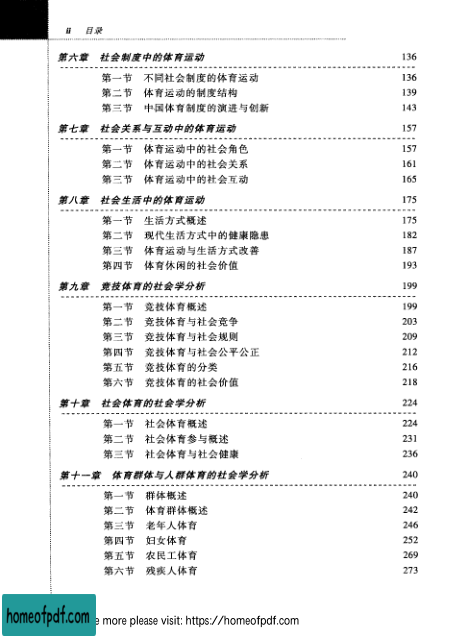 ii 目录
第六章 社会制度中的体育运动 136
第一节 不同社会制度的体育运动 136
第二节 体育运动的制度结构 139
第三节 中国体育制度的演进与创新 143
第七章 社会关系与互动中的体育运动 157
第一节 体育运动中的社会角色 157
第二节 体育运动中的社会关系 161
第三节 体育运动中的社会互动 165
第八章 社会生活中的体育运动 175
第一节 生活方式概述 175
第二节 现代生活方式中的健康隐患 182
第三节 体育运动与生活方式改善 187
第四节 体育休闲的社会价值 193
第九章 竞技体育的社会学分析 199
第一节 竞技体育概述 199
第二节 竞技体育与社会竞争 203
第三节 竞技体育与社会规则 209
第四节 竞技体育与社会公平公正 212
第五节 竞技体育的分类 216
第六节 竞技体育的社会价值 218
第十章 社会体育的社会学分析 224
第一节 社会体育概述 224
第二节 社会体育参与概述 231
第三节 社会体育与社会健康 236
第十一章 体育群体与人群体育的社会学分析 240
第一节 群体概述 240
第二节 体育群体概述 242
第三节 老年人体育 246
第四节 妇女体育 252
第五节 农民工体育 269
第六节 残疾人体育 273
homeofpdf.com
e more please visit: https://homeofpdf.com